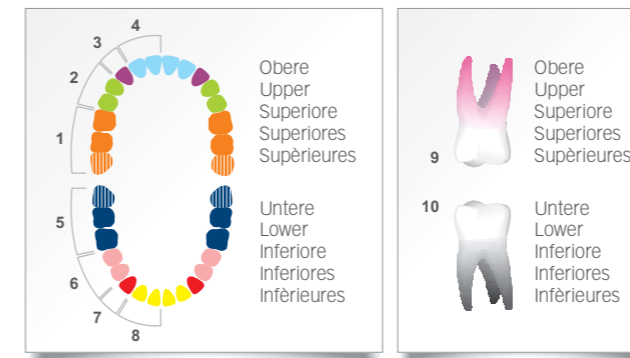 4
3
2
1
Obere
Upper
Superiore
Superiores
Supèrieures
5
6
7
8
Untere
Lower
Inferiore
Inferiores
Infèrieures
9
Obere
Upper
Superiore
Superiores
Supèrieures
10
Untere
Lower
Inferiore
Inferiores
Infèrieures